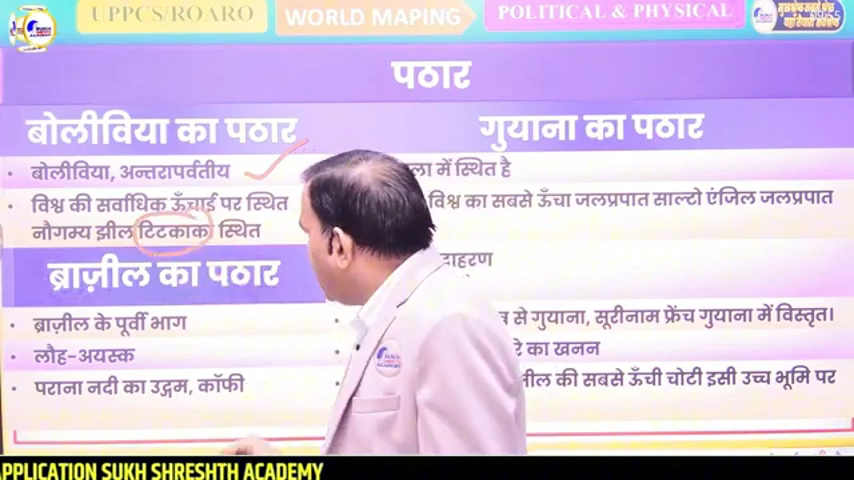 UPPCS/ROARO
WORLD MAPING
POLITICAL & PHYSICAL
पठार
बोलीविया का पठार
गुयाना का पठार
बोलीविया, अन्तरापर्वतीय
में स्थित है
विश्व की सर्वाधिक ऊँचाई पर स्थित
नौगम्य झील टिटकाक स्थित
विश्व का सबसे ऊँचा जलप्रपात साल्टो एंजिल जलप्रपात
ब्राज़ील का पठार
ब्राज़ील के पूर्वी भाग
से गुयाना, सूरीनाम फ्रेंच गुयाना में विस्तृत।
लौह-अयस्क
का खनन
पराना नदी का उद्गम, कॉफी
की सबसे ऊँची चोटी इसी उच्च भूमि पर
APPLICATION SUKH SHRESHTH ACADEMY